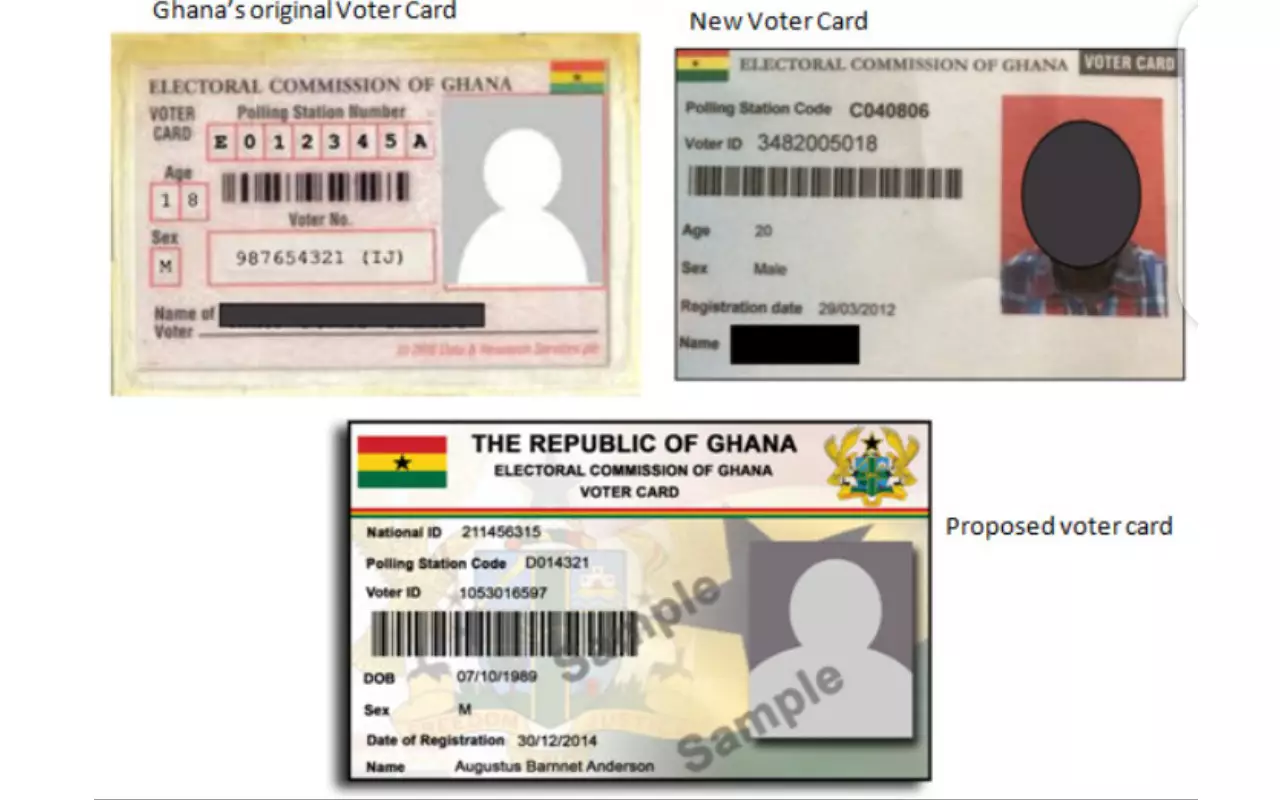 Ghana's original Voter Card
ELECTORAL COMMISSION OF GHANA
VOTER CARD
Polling Station Number
E 0 1 2 3 4 5 A
Age
1 8
Voter No.
Sex
M
987654321 (IJ)
Name of Voter
New Voter Card
ELECTORAL COMMISSION OF GHANA VOTER CARD
Polling Station Code C040806
Voter ID 3482005018
Age 20
Sex Male
Registration date 29/03/2012
Name
THE REPUBLIC OF GHANA
ELECTORAL COMMISSION OF GHANA
VOTER CARD
National ID 211456315
Polling Station Code D014321
Voter ID 1053016597
DOB 07/10/1989
Sex M
Date of Registration 30/12/2014
Name Augustus Barnnet Anderson
Sample
Sample
FREEDOM JUSTICE
Proposed voter card